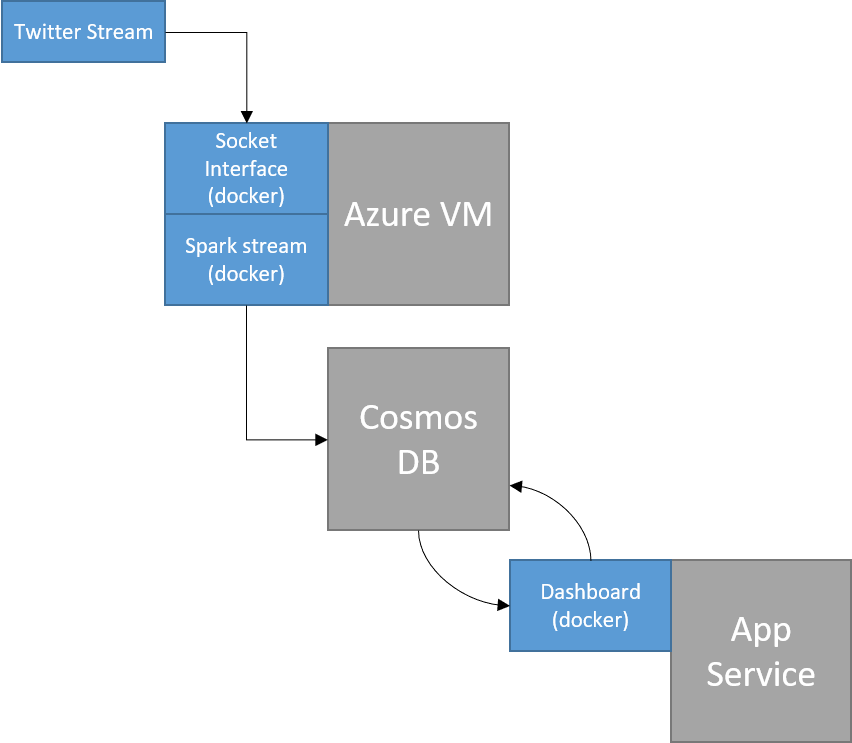 Twitter Stream
Socket
Interface
(docker)
Azure VM
Spark stream
(docker)
Cosmos
DB
Dashboard
(docker)
App
Service